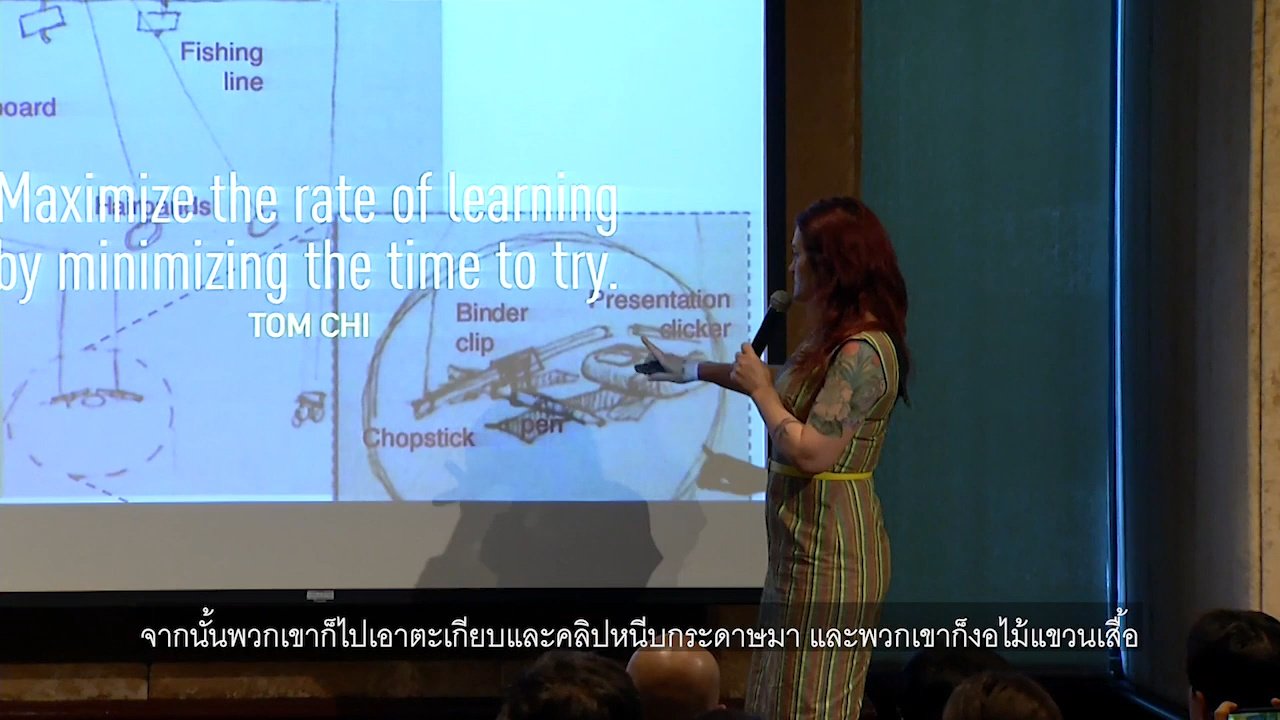 Fishing
line
board
Hairbands
Maximize the rate of learning
by minimizing the time to try.
TOM CHI
Binder
clip
Presentation
clicker
pen
Chopstick
จากนั้นพวกเขาก็ไปเอาตะเกียบและคลิปหนีบกระดาษมา และพวกเขาก็งอไม้แขวนเสื้อ